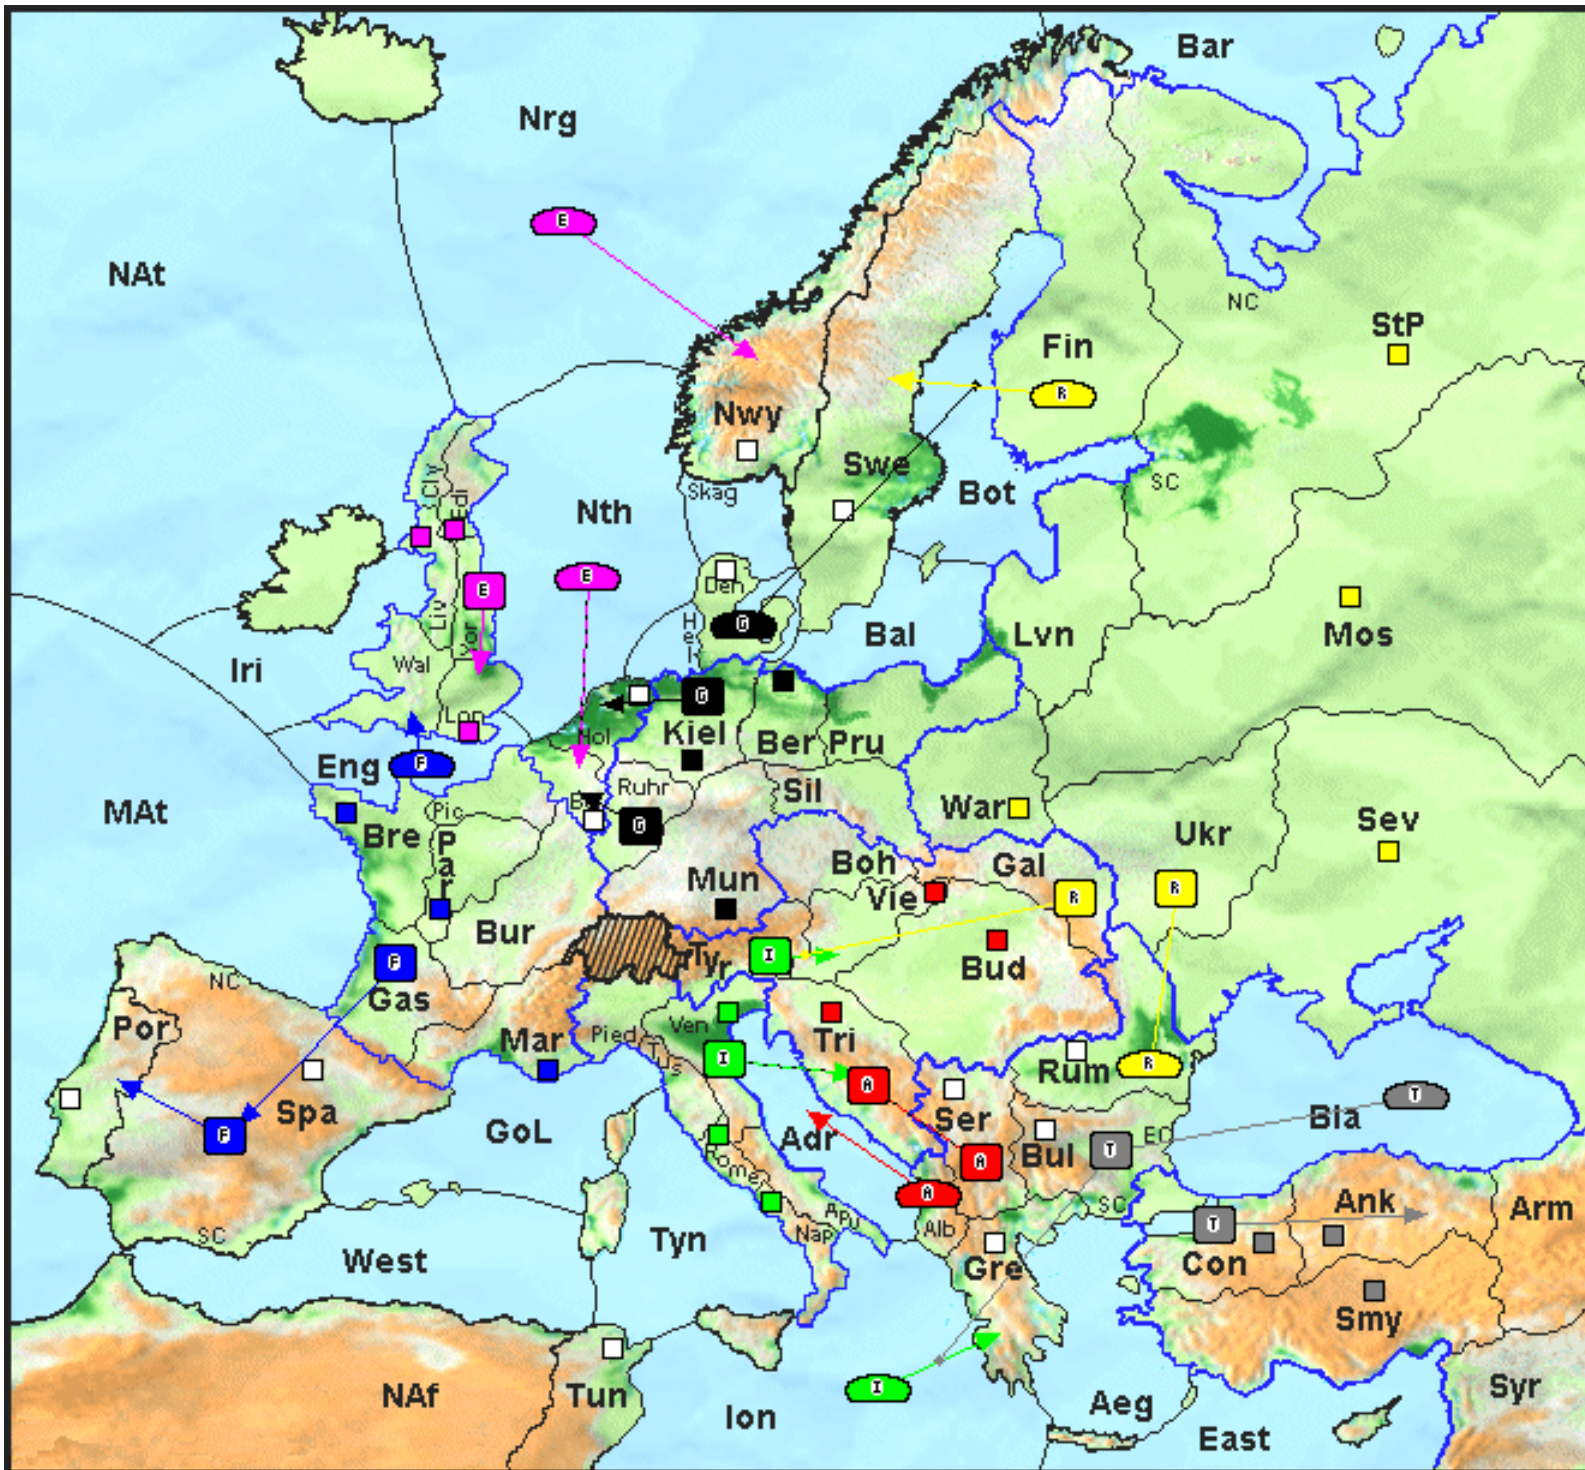 Bar
Nrg
NAt
NC
StP
Fin
Nwy
Swe
Skag
Bot
SC
Cly
Edi
Nth
Den
Hel
Liv
Yor
Iri
Wal
Bal
Lvn
Mos
Lon
Eng
Hol
Kiel
Ber
Pru
MAt
Pic
Ruhr
Sil
War
Bre
Par
Ukr
Sev
Boh
Gal
Mun
Vie
Bur
Tyr
Bud
NC
Gas
Por
Mar
Pied
Ven
Tus
Tri
Rum
Spa
GoL
Adr
Ser
Bul
EC
Bla
Rome
SC
Apu
Nap
Alb
SC
Ank
Arm
West
Tyn
Gre
Con
Smy
NAf
Tun
Ion
Aeg
East
Syr
E
R
E
E
G
G
F
G
R
R
F
I
I
A
R
T
F
A
T
A
T
I